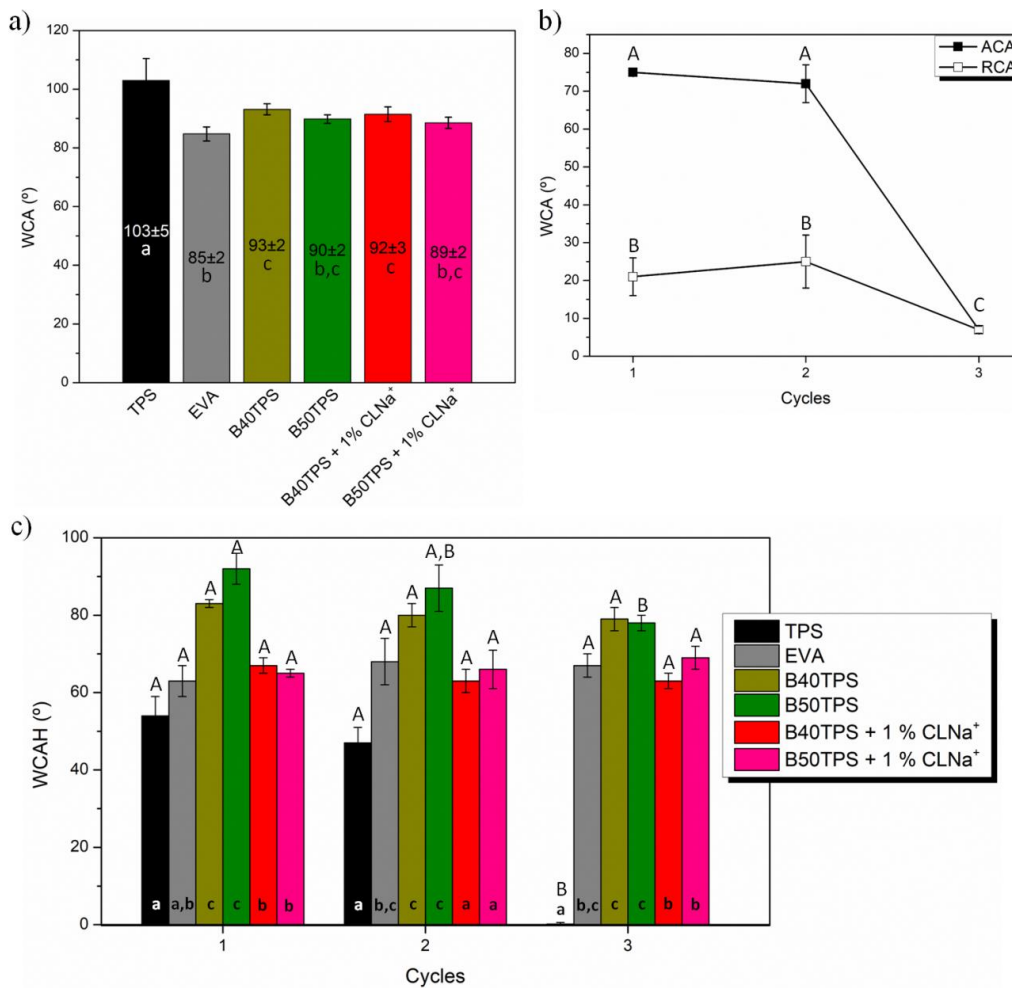 a)
WCA (º)
120
100
80
60
40
20
0
103±5
a
85±2
b
93±2
c
90±2
b,c
92±3
c
89±2
b,c
TPS
EVA
B40TPS
B50TPS
B40TPS + 1% CLNa⁺
B50TPS + 1% CLNa⁺
b)
WCA (º)
80
70
60
50
40
30
20
10
0
A
A
B
B
C
ACA
RCA
1
2
3
Cycles
c)
WCAH (º)
100
80
60
40
20
0
A
A
A
A
A
A
A
A
A
A,B
A
A
B
A
A
B
A
A
a
a,b
c
c
b
b
a
b,c
c
c
a
a
a
b,c
c
c
b
b
1
2
3
Cycles
TPS
EVA
B40TPS
B50TPS
B40TPS + 1 % CLNa⁺
B50TPS + 1 % CLNa⁺